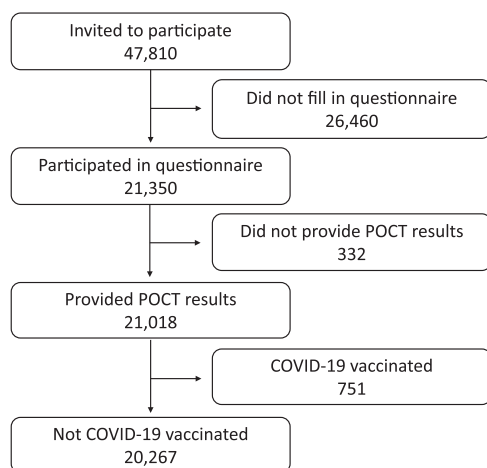 Invited to participate
47,810
Did not fill in questionnaire
26,460
Participated in questionnaire
21,350
Did not provide POCT results
332
Provided POCT results
21,018
COVID-19 vaccinated
751
Not COVID-19 vaccinated
20,267